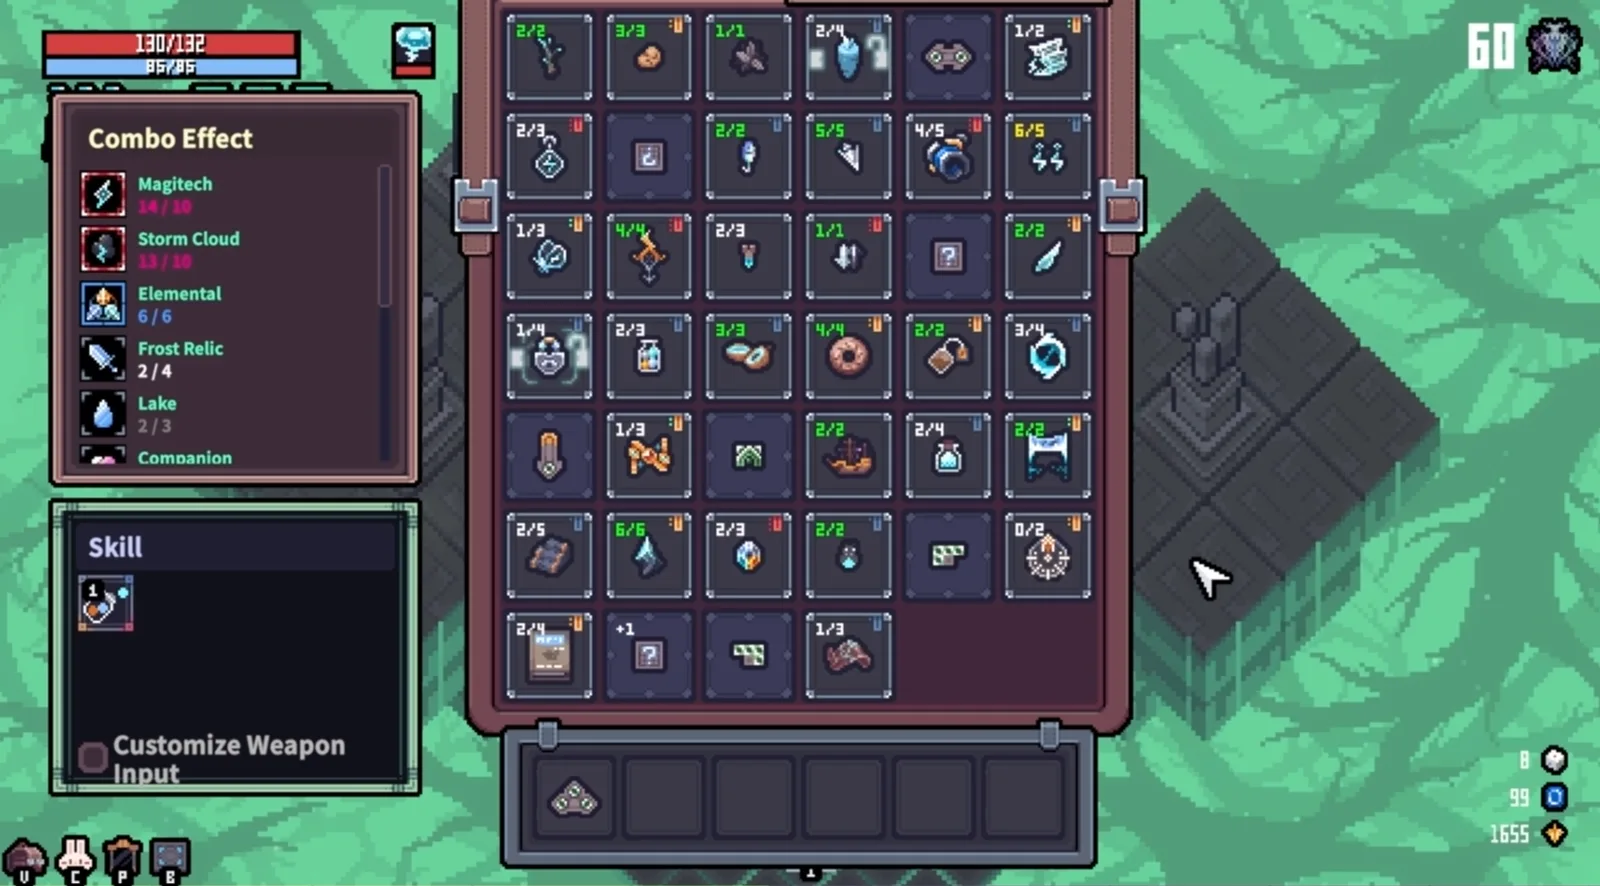 130/132
85/85
60
Combo Effect
Magitech
14 / 10
Storm Cloud
13 / 10
Elemental
6 / 6
Frost Relic
2 / 4
Lake
2 / 3
Companion
Skill
1
Customize Weapon
Input
2/2 3/3 1/1 2/4 1/2
2/3 2/2 5/5 4/5 6/5
1/3 4/4 2/3 1/1 ? 2/2
1/4 2/3 3/3 4/4 2/2 3/4
1/3 2/2 2/4 2/2
2/5 6/6 2/3 2/2 0/2
2/4 +1 ? 1/3
8
99
1655
V C P B
1